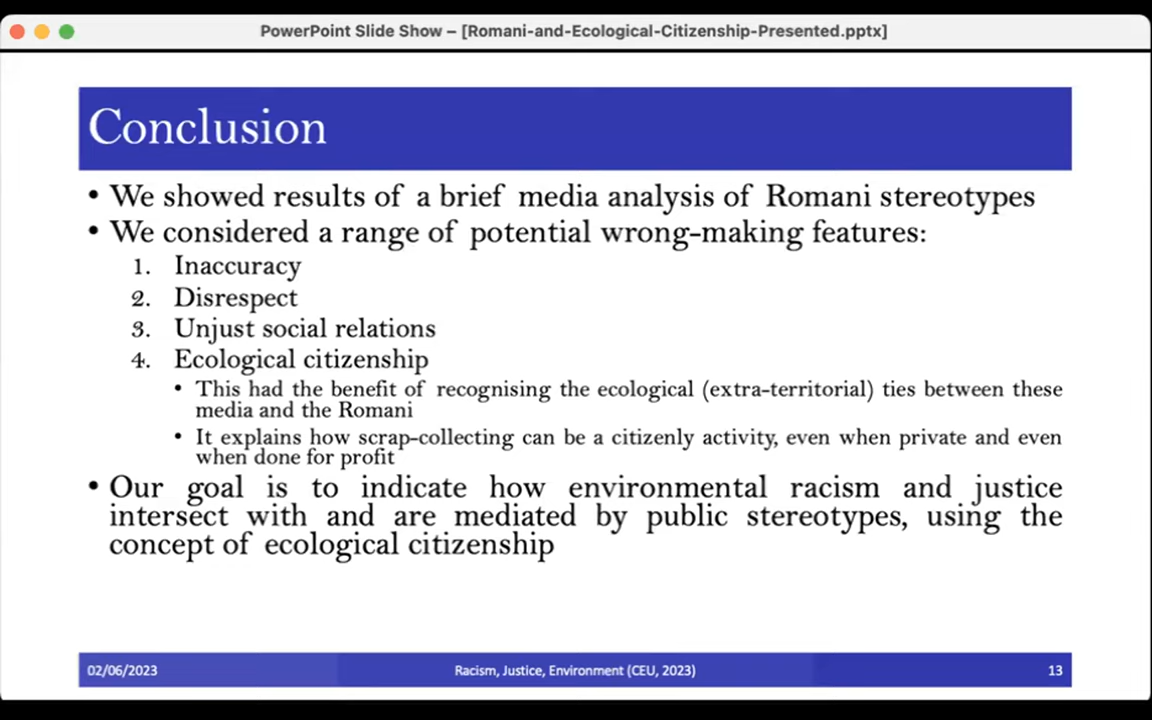 PowerPoint Slide Show – [Romani-and-Ecological-Citizenship-Presented.pptx]
Conclusion
• We showed results of a brief media analysis of Romani stereotypes
• We considered a range of potential wrong-making features:
1. Inaccuracy
2. Disrespect
3. Unjust social relations
4. Ecological citizenship
• This had the benefit of recognising the ecological (extra-territorial) ties between these
media and the Romani
• It explains how scrap-collecting can be a citizenly activity, even when private and even
when done for profit
• Our goal is to indicate how environmental racism and justice
intersect with and are mediated by public stereotypes, using the
concept of ecological citizenship
02/06/2023
Racism, Justice, Environment (CEU, 2023)
13